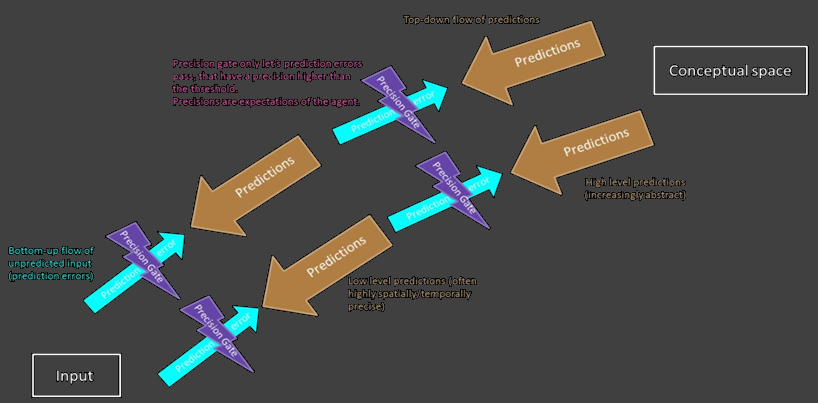 Top-down flow of predictions
Predictions
Precision gate only let's prediction errors
pass, that have a precision higher than
the threshold.
Precisions are expectations of the agent.
Conceptual space
Prediction error
Precision Gate
Predictions
Predictions
High level predictions
(increasingly abstract)
Prediction error
Precision Gate
Predictions
Bottom-up flow of
unpredicted input
(prediction errors)
Prediction error
Precision Gate
Low level predictions (often
highly spatially/temporally
precise)
Prediction error
Precision Gate
Input